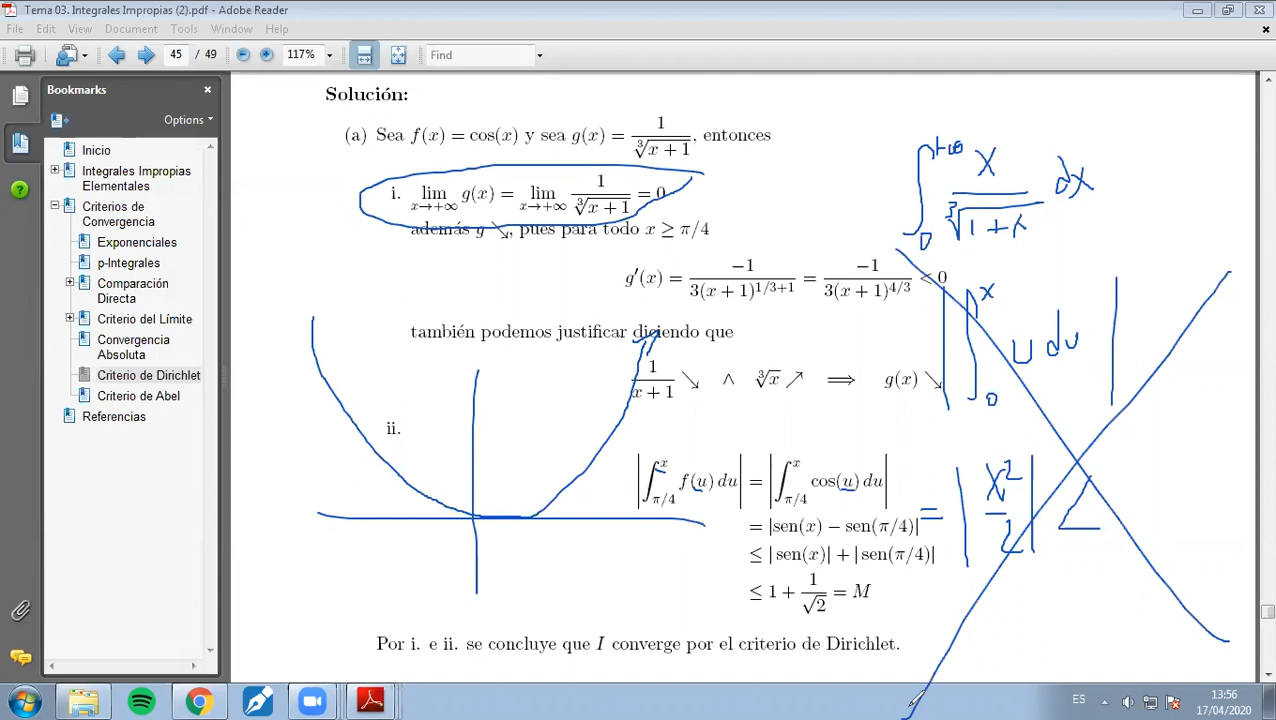 Tema 03. Integrales Impropias (2).pdf - Adobe Reader
File Edit View Document Tools Window Help
45 / 49 117% Find
Bookmarks
Options
Inicio
Integrales Impropias
Elementales
Criterios de
Convergencia
Exponenciales
p-Integrales
Comparación
Directa
Criterio del Límite
Convergencia
Absoluta
Criterio de Dirichlet
Criterio de Abel
Referencias
Solución:
(a) Sea f(x) = cos(x) y sea g(x) = 1/∛(x + 1), entonces
i. lim x→+∞ g(x) = lim x→+∞ 1/∛(x + 1) = 0
además g ↘, pues para todo x ≥ π/4
g′(x) = −1/3(x + 1)^{1/3+1} = −1/3(x + 1)^{4/3} < 0
también podemos justificar diciendo que
1/(x + 1) ↘ ∧ ∛x ↗ ⟹ g(x) ↘
ii.
|∫_{π/4}^{x} f(u) du| = |∫_{π/4}^{x} cos(u) du|
= |sen(x) − sen(π/4)|
≤ | sen(x)| + | sen(π/4)|
≤ 1 + 1/√2 = M
Por i. e ii. se concluye que I converge por el criterio de Dirichlet.
∫_0^{+∞} x/∛(1+x) dx
|∫_0^x u du|
= |x²/2| ∠
ES 13:56
17/04/2020